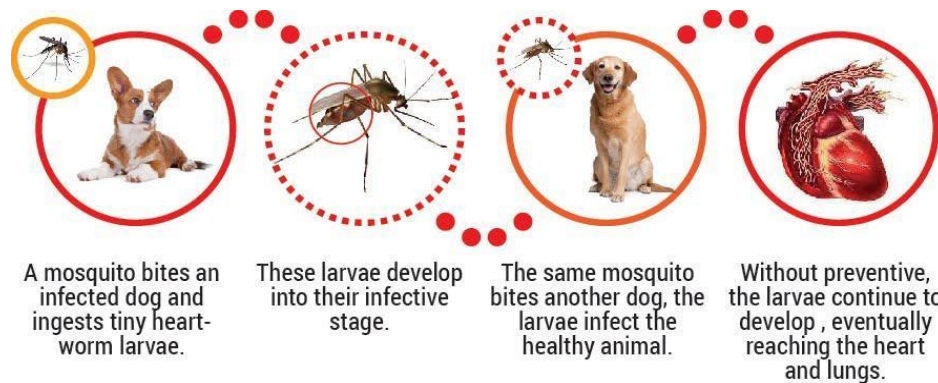 A mosquito bites an
infected dog and
ingests tiny heart-
worm larvae.
These larvae develop
into their infective
stage.
The same mosquito
bites another dog, the
larvae infect the
healthy animal.
Without preventive,
the larvae continue to
develop , eventually
reaching the heart
and lungs.